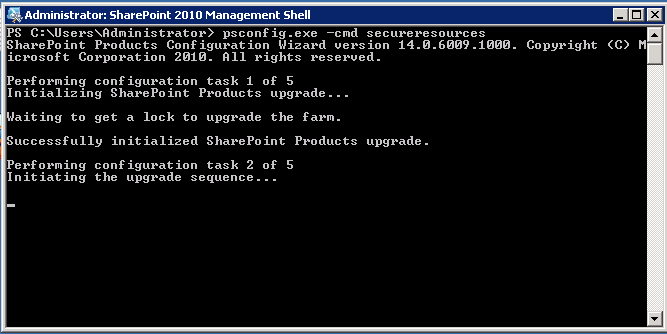 Administrator: SharePoint 2010 Management Shell
PS C:\Users\Administrator> psconfig.exe -cmd secureresources
SharePoint Products Configuration Wizard version 14.0.6009.1000. Copyright (C) M
icrosoft Corporation 2010. All rights reserved.
Performing configuration task 1 of 5
Initializing SharePoint Products upgrade...
Waiting to get a lock to upgrade the farm.
Successfully initialized SharePoint Products upgrade.
Performing configuration task 2 of 5
Initiating the upgrade sequence...